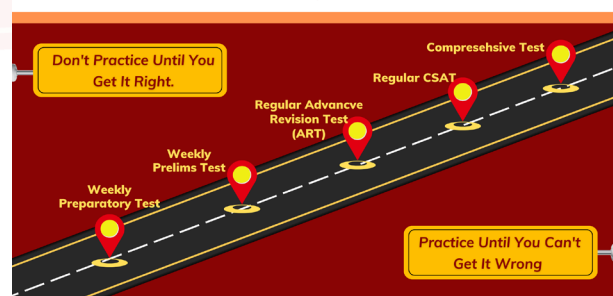 Don't Practice Until You
Get It Right.
Compresehsive Test
Regular CSAT
Regular Advancve
Revision Test
(ART)
Weekly
Prelims Test
Weekly
Preparatory Test
Practice Until You Can't
Get It Wrong